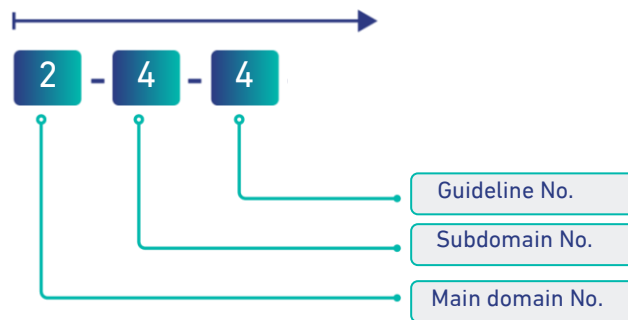 2 - 4 - 4
Guideline No.
Subdomain No.
Main domain No.